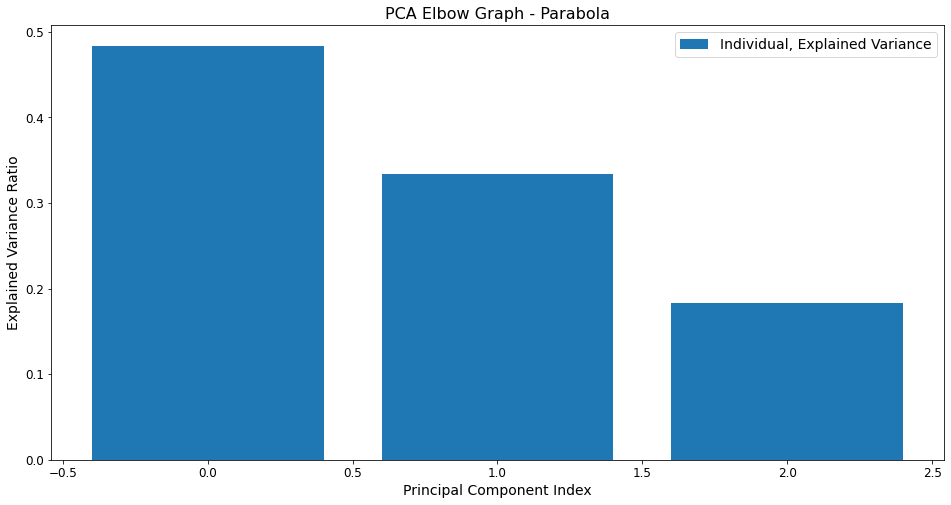 PCA Elbow Graph - Parabola
Individual, Explained Variance
Explained Variance Ratio
0.5
0.4
0.3
0.2
0.1
0.0
−0.5 0.0 0.5 1.0 1.5 2.0 2.5
Principal Component Index